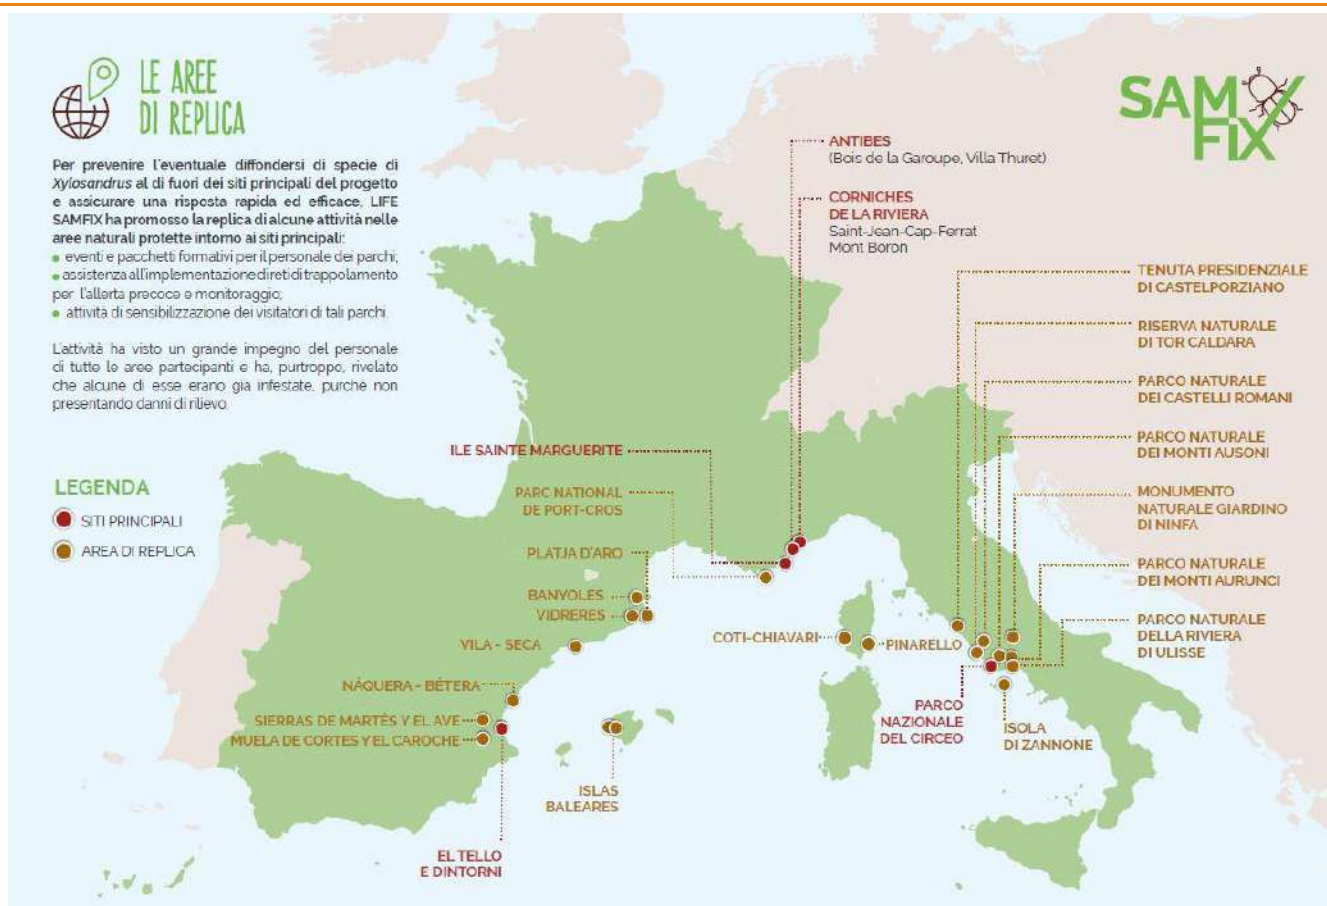 LE AREE
DI REPLICA
Per prevenire l'eventuale diffondersi di specie di
Xylosandrus al di fuori dei siti principali del progetto
e assicurare una risposta rapida ed efficace, LIFE
SAMFIX ha promosso la replica di alcune attività nelle
aree naturali protette intorno ai siti principali:
● eventi e pacchetti formativi per il personale dei parchi;
● assistenza all'implementazione di reti di trappolamento
per l'allerta precoce e monitoraggio;
● attività di sensibilizzazione dei visitatori di tali parchi.
L'attività ha visto un grande impegno del personale
di tutte le aree partecipanti e ha, purtroppo, rivelato
che alcune di esse erano già infestate, purché non
presentando danni di rilievo.
LEGENDA
SITI PRINCIPALI
AREA DI REPLICA
SAM
FIX
ANTIBES
(Bois de la Garoupe, Villa Thuret)
CORNICHES
DE LA RIVIERA
Saint-Jean-Cap-Ferrat
Mont Boron
ILE SAINTE MARGUERITE
PARC NATIONAL
DE PORT-CROS
PLATJA D'ARO
BANYOLES
VIDRERES
VILA - SECA
NÁQUERA - BÉTERA
SIERRAS DE MARTÉS Y EL AVE
MUELA DE CORTES Y EL CAROCHE
ISLAS
BALEARES
EL TELLO
E DINTORNI
COTI-CHIAVARI
PINARELLO
PARCO
NAZIONALE
DEL CIRCEO
ISOLA
DI ZANNONE
TENUTA PRESIDENZIALE
DI CASTELPORZIANO
RISERVA NATURALE
DI TOR CALDARA
PARCO NATURALE
DEI CASTELLI ROMANI
PARCO NATURALE
DEI MONTI AUSONI
MONUMENTO
NATURALE GIARDINO
DI NINFA
PARCO NATURALE
DEI MONTI AURUNCI
PARCO NATURALE
DELLA RIVIERA
DI ULISSE